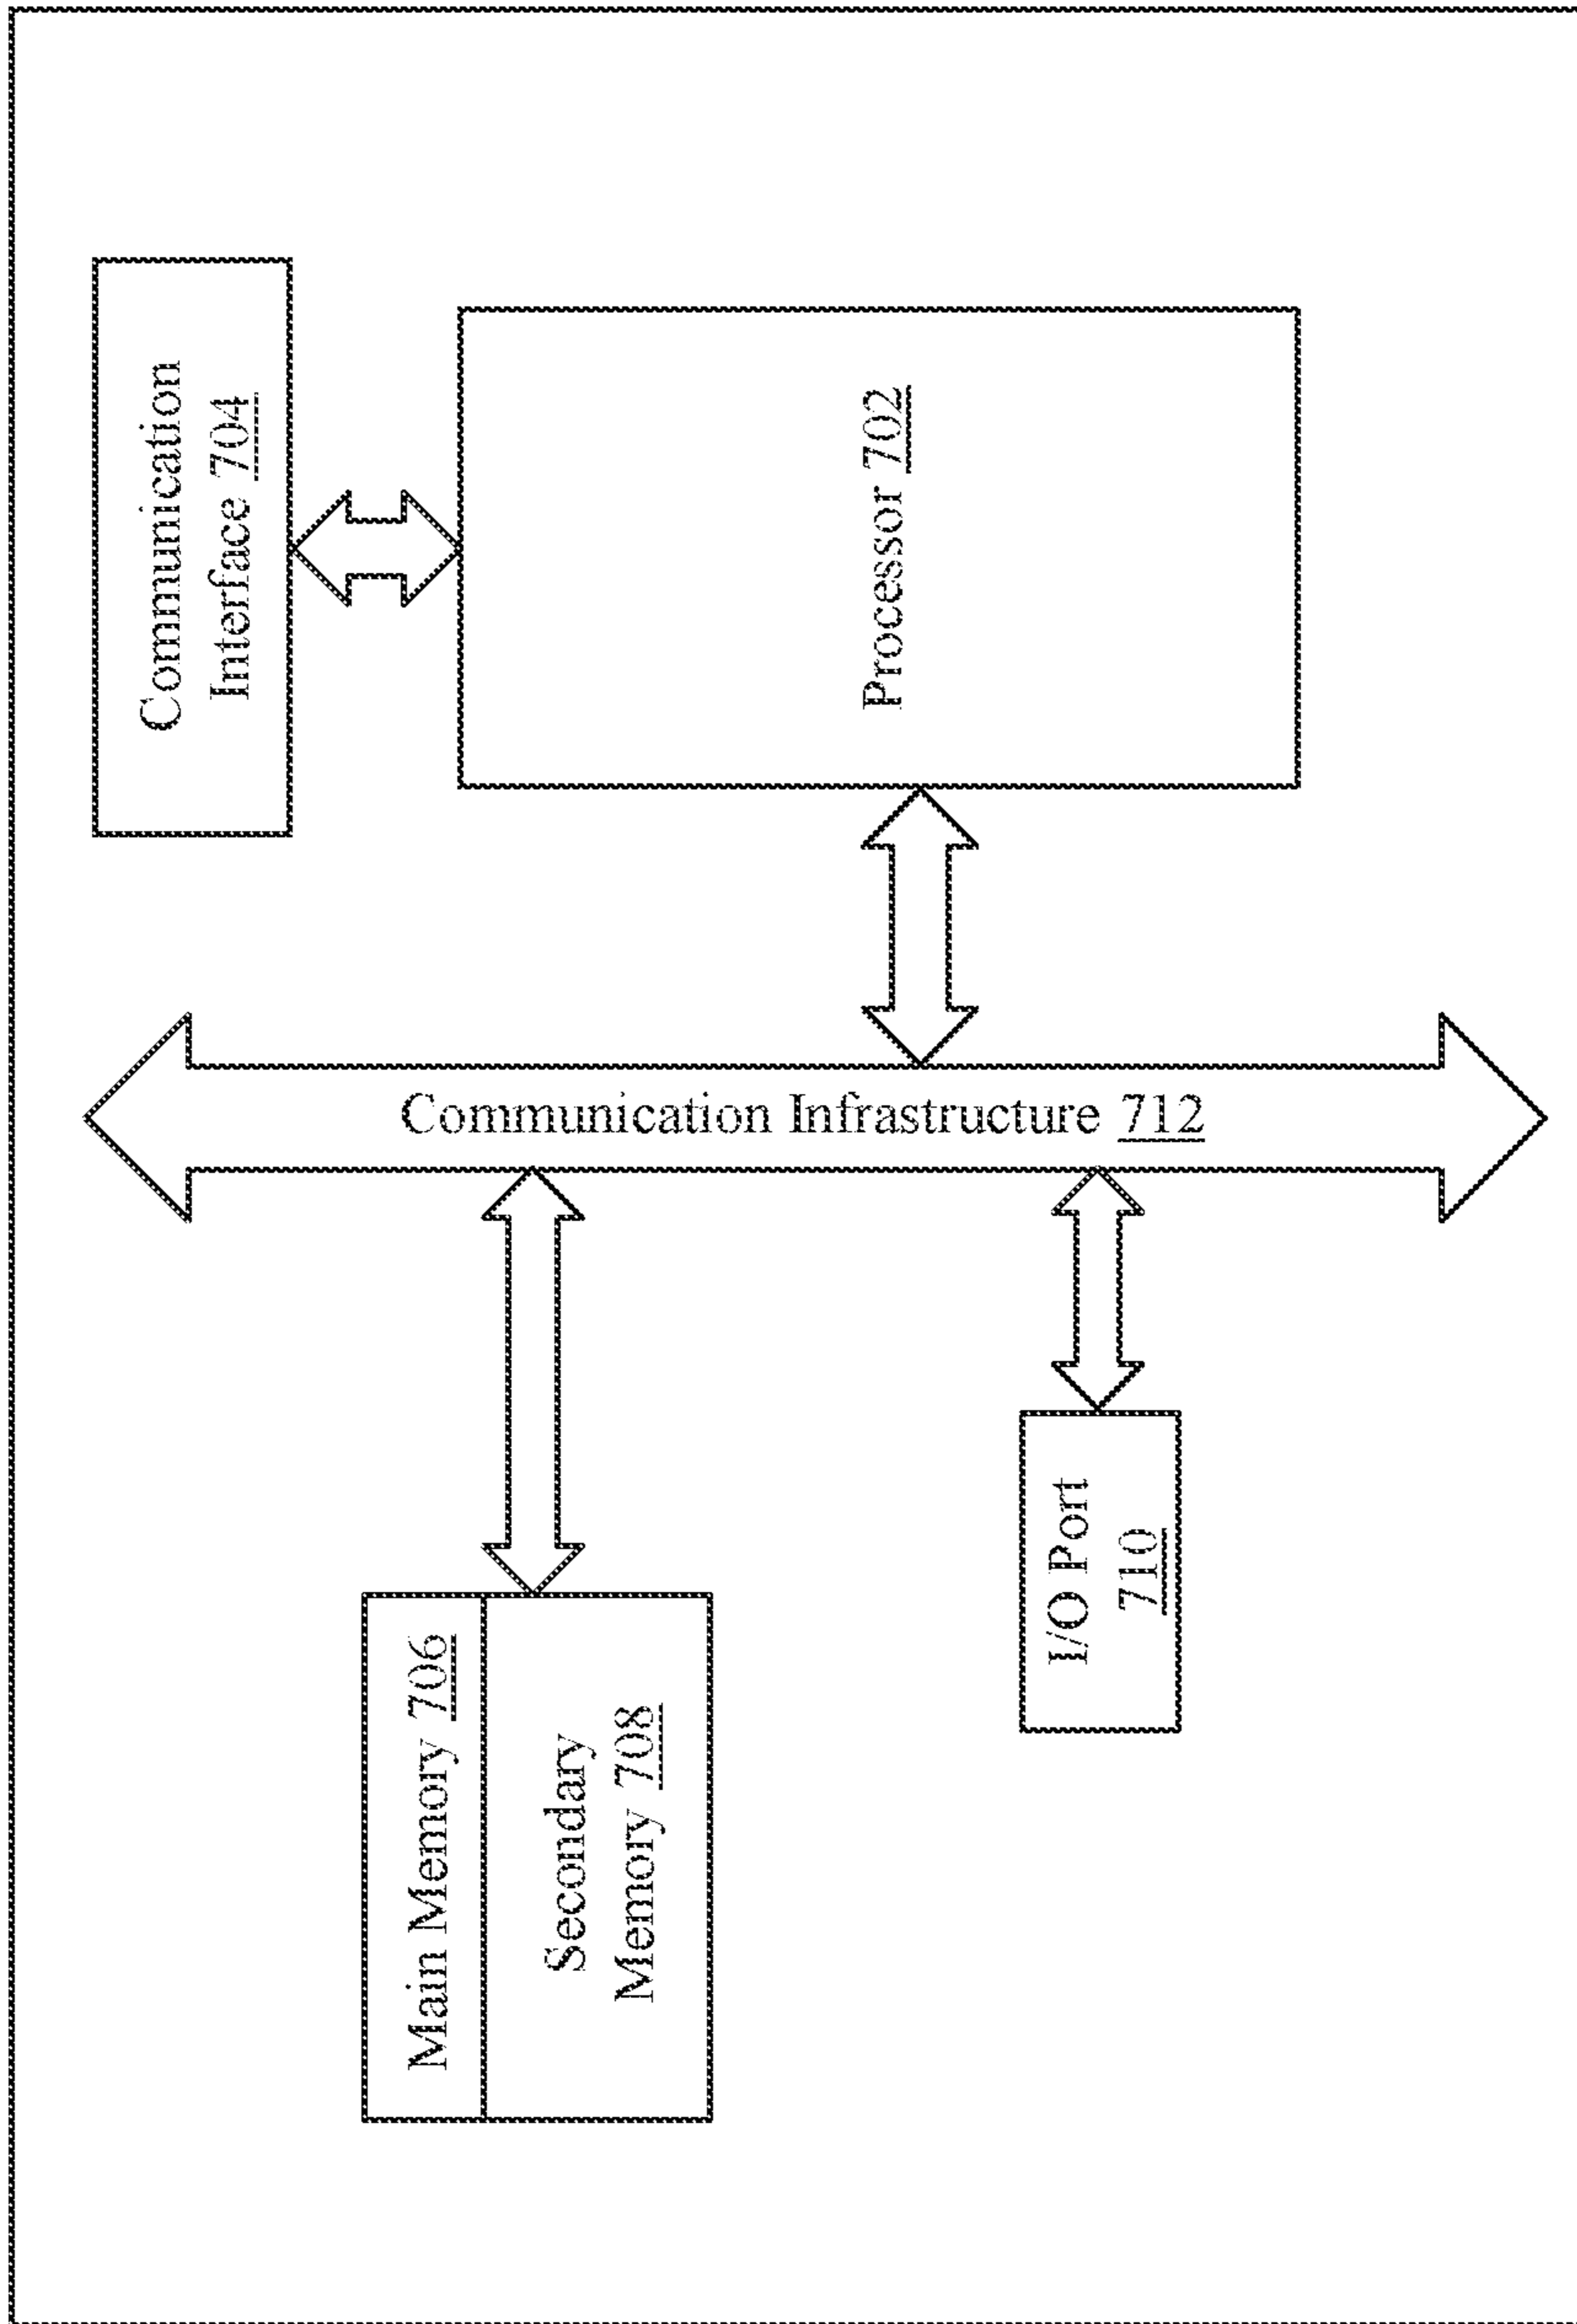 Communication
Interface 704
Processor 702
Communication Infrastructure 712
Main Memory 706
Secondary
Memory 708
I/O Port
710